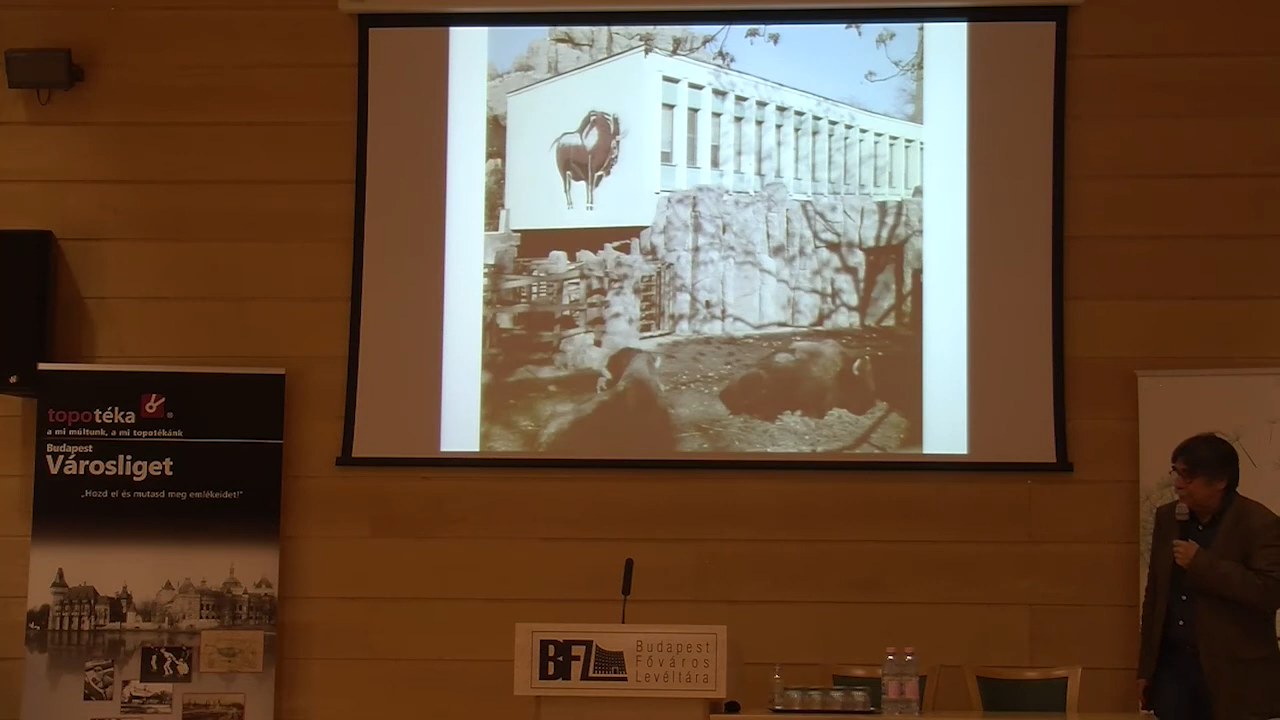 topotéka
a mi múltunk, a mi topotékánk
Budapest
Városliget
„Hozd el és mutasd meg emlékeidet!"
BFL
Budapest
Főváros
Levéltára